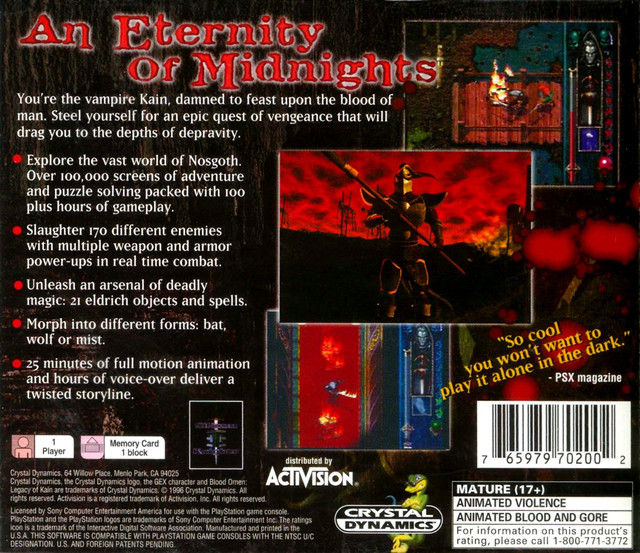 An Eternity
Of Midnights
You're the vampire Kain, damned to feast upon the blood of
man. Steel yourself for an epic quest of vengeance that will
drag you to the depths of depravity.
Explore the vast world of Nosgoth.
Over 100,000 screens of adventure
and puzzle solving packed with 100
plus hours of gameplay.
Slaughter 170 different enemies
with multiple weapon and armor
power-ups in real time combat.
Unleash an arsenal of deadly
magic: 21 eldrich objects and spells.
Morph into different forms: bat,
wolf or mist.
25 minutes of full motion animation
and hours of voice-over deliver a
twisted storyline.
"So cool
you won't want to
play it alone in the dark."
- PSX magazine
1
Player
Memory Card
1 block
distributed by
ACTIVISION.
CRYSTAL
DYNAMICS
7 65979 70200 2
MATURE (17+)
ANIMATED VIOLENCE
ANIMATED BLOOD AND GORE
For information on this product's
rating, please call 1-800-771-3772
Crystal Dynamics. 64 Willow Place. Menlo Park, CA 94025
Crystal Dynamics, the Crystal Dynamics logo, the GEX character and Blood Omen:
Legacy of Kain are trademarks of Crystal Dynamics. © 1996 Crystal Dynamics. All
rights reserved. Activision is a registered trademark of Activision, Inc. All rights reserved.
Licensed by Sony Computer Entertainment America for use with the PlayStation game console.
PlayStation and the PlayStation logos are trademarks of Sony Computer Entertainment Inc. The ratings
icon is a trademark of the Interactive Digital Software Association. Manufactured and printed in the
U.S.A. THIS SOFTWARE IS COMPATIBLE WITH PLAYSTATION GAME CONSOLES WITH THE NTSC U/C
DESIGNATION. U.S. AND FOREIGN PATENTS PENDING.